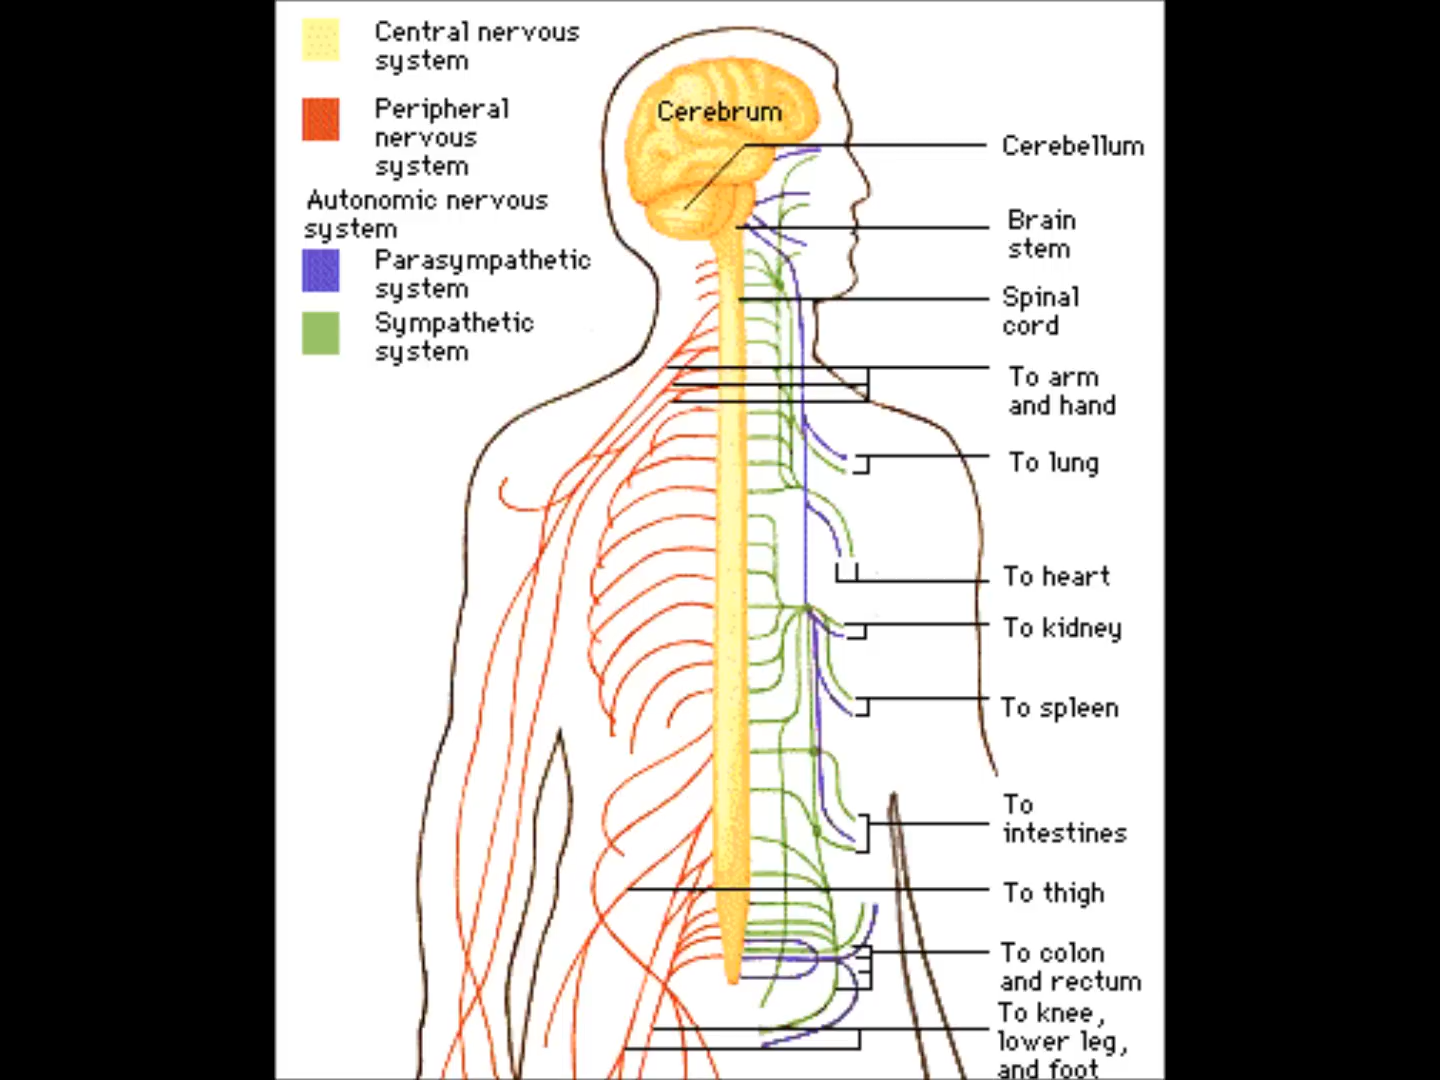 Central nervous
system
Peripheral
nervous
system
Autonomic nervous
system
Parasympathetic
system
Sympathetic
system
Cerebrum
Cerebellum
Brain
stem
Spinal
cord
To arm
and hand
To lung
To heart
To kidney
To spleen
To
intestines
To thigh
To colon
and rectum
To knee,
lower leg,
and foot